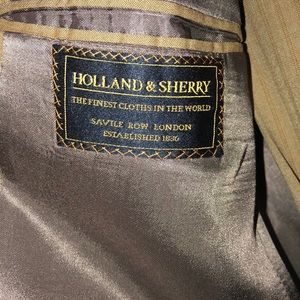 HOLLAND & SHERRY
THE FINEST CLOTHS IN THE WORLD
SAVILE ROW LONDON
ESTABLISHED 1836